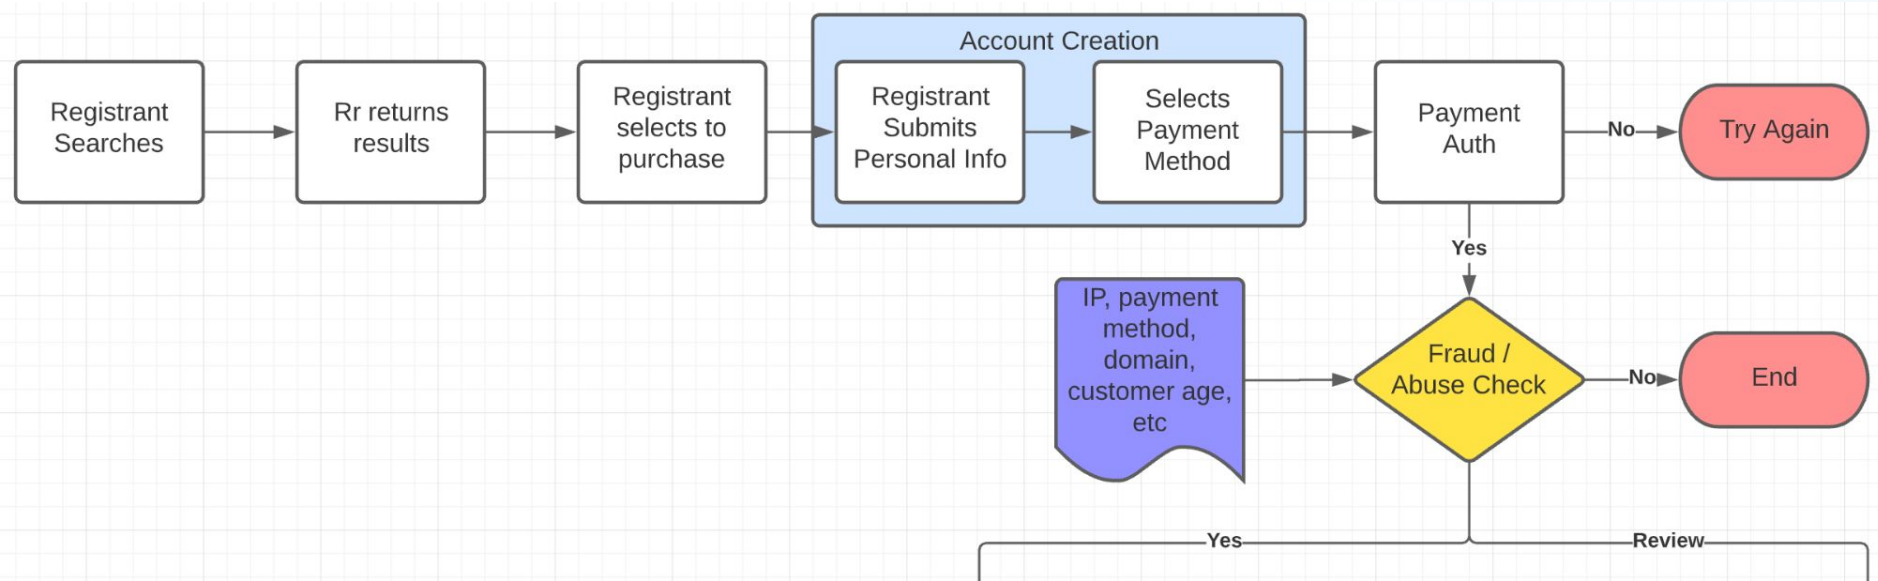 Account Creation
Registrant
Searches
Rr returns
results
Registrant
selects to
purchase
Registrant
Submits
Personal Info
Selects
Payment
Method
Payment
Auth
No
Try Again
Yes
IP, payment
method,
domain,
customer age,
etc
Fraud /
Abuse Check
No
End
Yes
Review